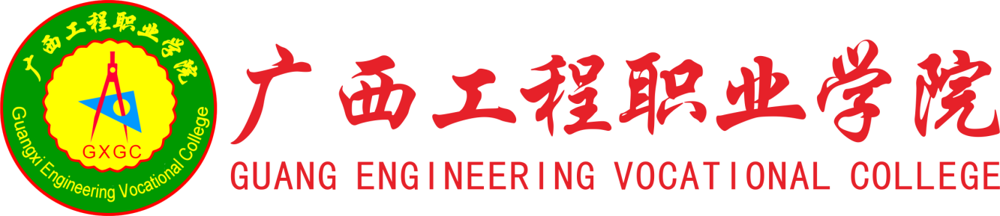 广西工程职业学院
GXGC
Guangxi Engineering Vocational College
广西工程职业学院
GUANG ENGINEERING VOCATIONAL COLLEGE